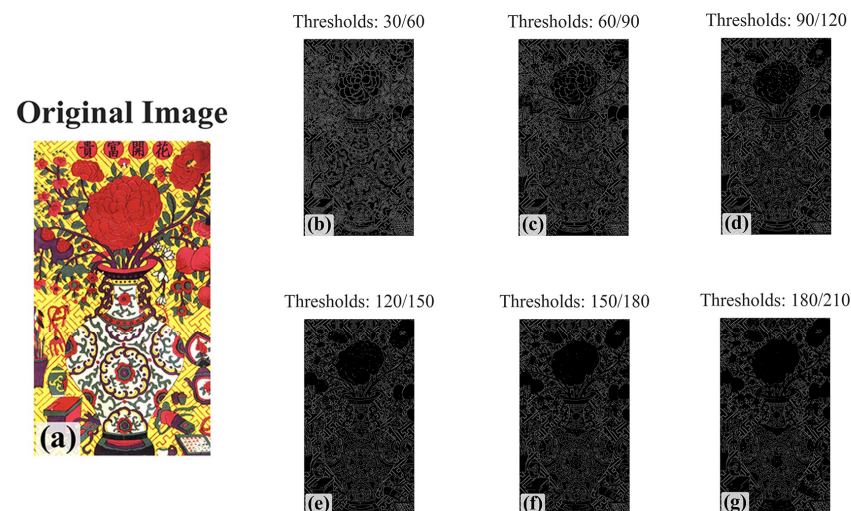 Original Image
貴富開花
(a)
Thresholds: 30/60
(b)
Thresholds: 60/90
(c)
Thresholds: 90/120
(d)
Thresholds: 120/150
(e)
Thresholds: 150/180
(f)
Thresholds: 180/210
(g)